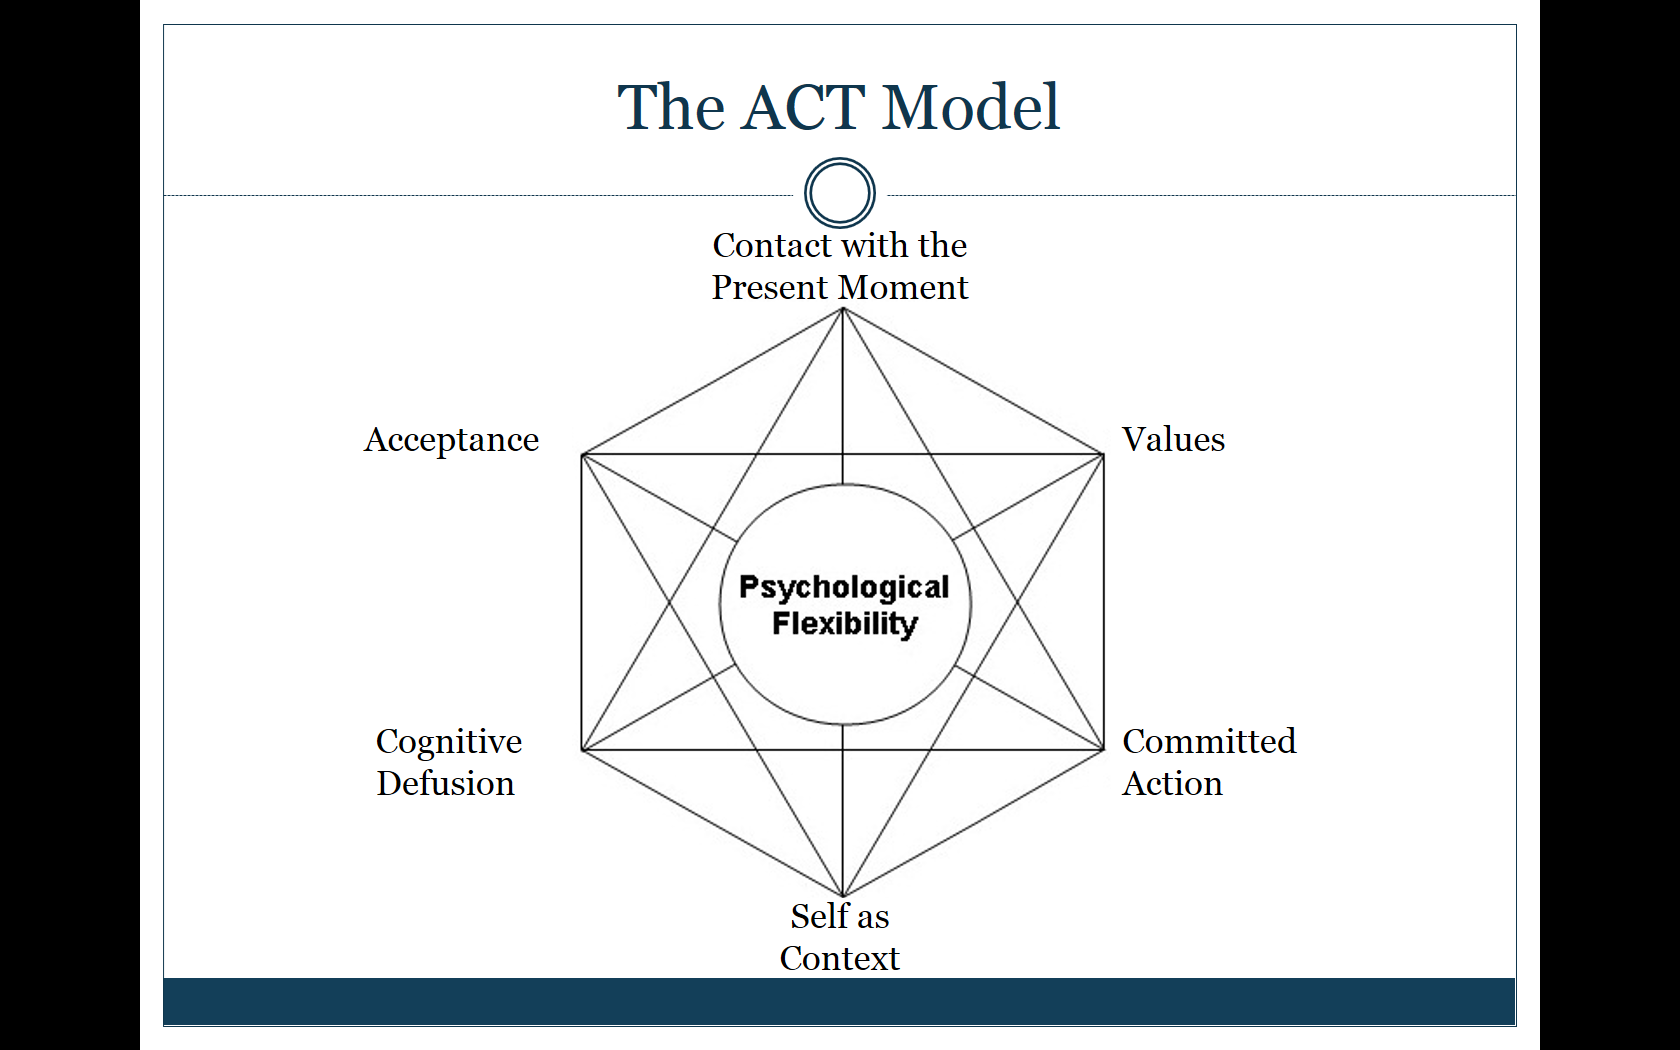 The ACT Model
Contact with the
Present Moment
Acceptance
Values
Psychological
Flexibility
Cognitive
Defusion
Committed
Action
Self as
Context